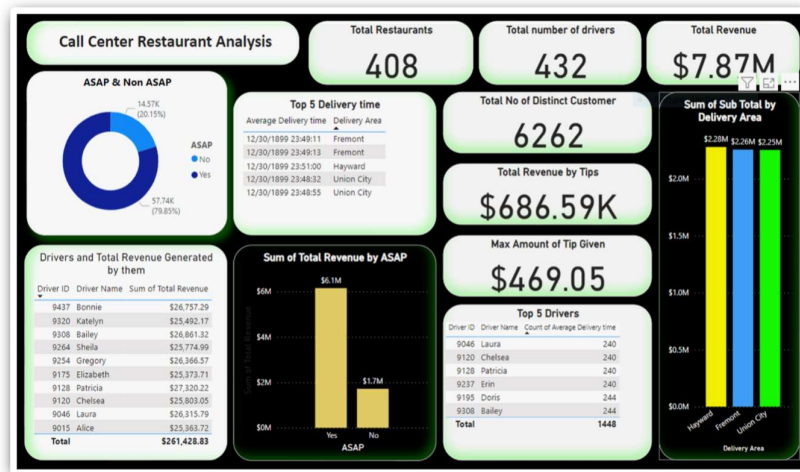 Call Center Restaurant Analysis
Total Restaurants
408
Total number of drivers
432
Total Revenue
$7.87M
ASAP & Non ASAP
14.57K
(20.15%)
57.74K
(79.85%)
ASAP
No
Yes
Top 5 Delivery time
Average Delivery time Delivery Area
12/30/1899 23:49:11 Fremont
12/30/1899 23:49:13 Fremont
12/30/1899 23:51:00 Hayward
12/30/1899 23:48:32 Union City
12/30/1899 23:48:55 Union City
Total No of Distinct Customer
6262
Total Revenue by Tips
$686.59K
Max Amount of Tip Given
$469.05
Sum of Sub Total by
Delivery Area
$2.28M $2.26M $2.25M
$2.0M
$1.5M
$1.0M
$0.5M
$0.0M
Hayward
Fremont
Union City
Delivery Area
Drivers and Total Revenue Generated
by them
Driver ID Driver Name Sum of Total Revenue
9437 Bonnie $26,757.29
9320 Katelyn $25,492.17
9308 Bailey $26,861.32
9264 Sheila $25,774.99
9254 Gregory $26,366.57
9175 Elizabeth $25,373.71
9128 Patricia $27,320.22
9120 Chelsea $25,803.05
9046 Laura $26,315.79
9015 Alice $25,363.72
Total $261,428.83
Sum of Total Revenue by ASAP
Sum of Total Revenue
$6M
$4M
$2M
$0M
$6.1M
$1.7M
Yes
No
ASAP
Top 5 Drivers
Driver ID Driver Name Count of Average Delivery time
9046 Laura 240
9120 Chelsea 240
9128 Patricia 240
9237 Erin 240
9195 Doris 244
9308 Bailey 244
Total 1448